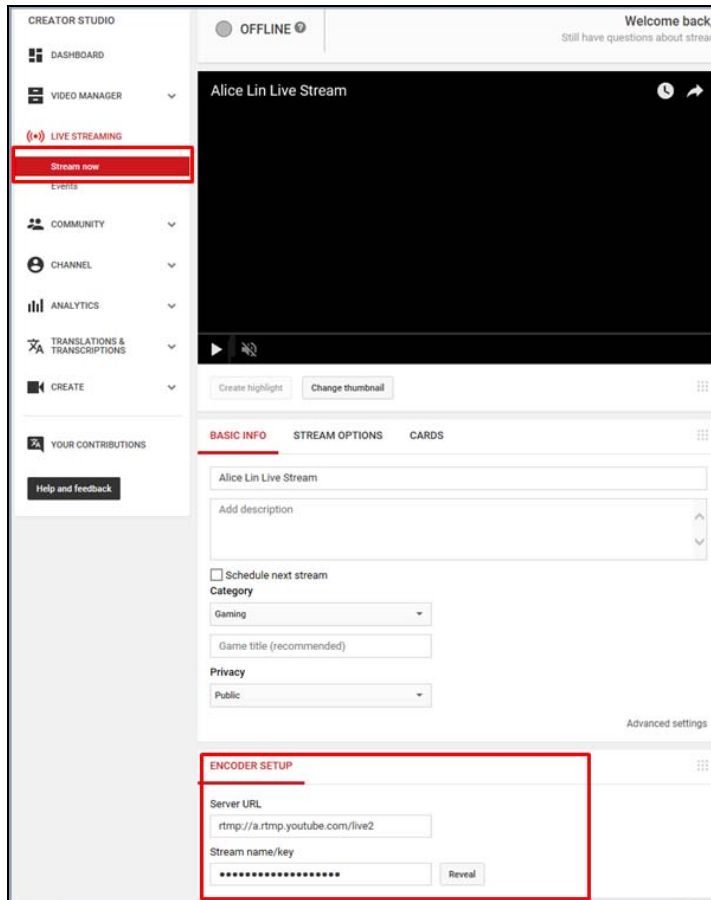 CREATOR STUDIO
DASHBOARD
VIDEO MANAGER
LIVE STREAMING
Stream now
Events
COMMUNITY
CHANNEL
ANALYTICS
TRANSLATIONS &
TRANSCRIPTIONS
CREATE
YOUR CONTRIBUTIONS
Help and feedback
OFFLINE
Welcome back,
Still have questions about strea
Alice Lin Live Stream
Create highlight
Change thumbnail
BASIC INFO STREAM OPTIONS CARDS
Alice Lin Live Stream
Add description
Schedule next stream
Category
Gaming
Game title (recommended)
Privacy
Public
Advanced settings
ENCODER SETUP
Server URL
rtmp://a.rtmp.youtube.com/live2
Stream name/key
•••••••••••••••••••
Reveal